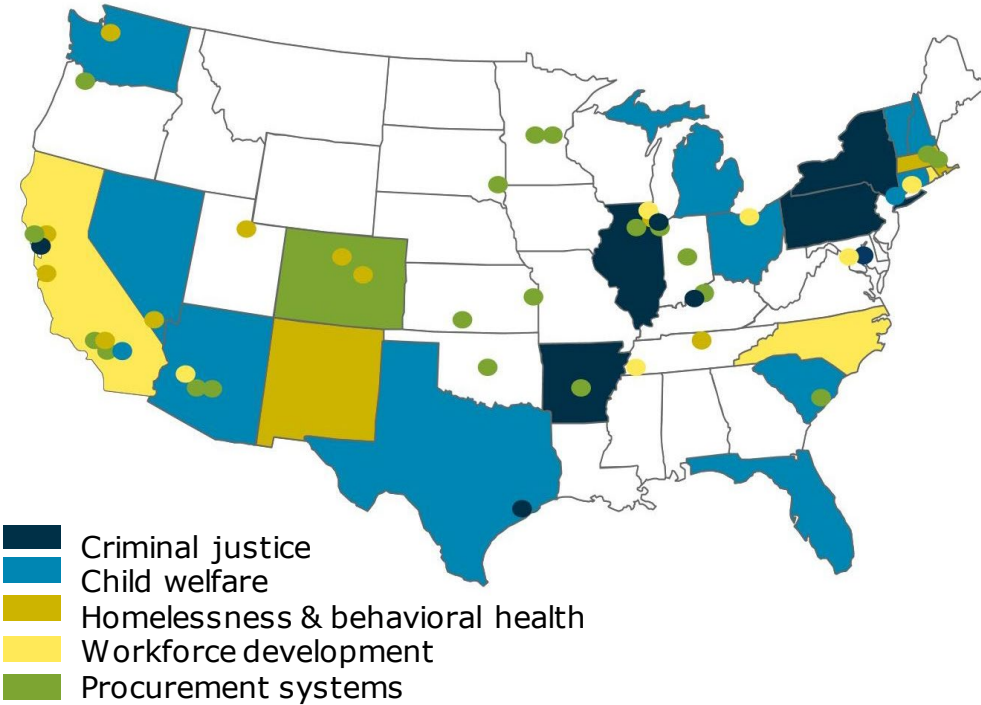 Criminal justice
Child welfare
Homelessness & behavioral health
Workforce development
Procurement systems